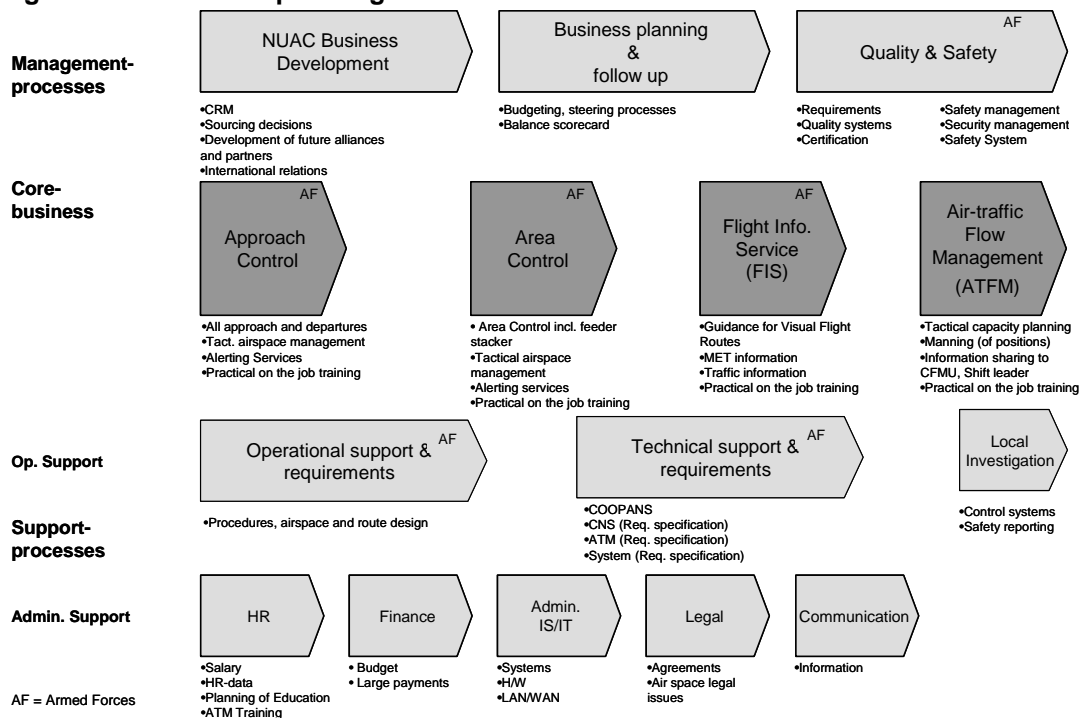 Management-
processes
NUAC Business
Development
Business planning
&
follow up
AF
Quality & Safety
•CRM
•Sourcing decisions
•Development of future alliances
and partners
•International relations
•Budgeting, steering processes
•Balance scorecard
•Requirements
•Quality systems
•Certification
•Safety management
•Security management
•Safety System
Core-
business
AF
Approach
Control
AF
Area
Control
AF
Flight Info.
Service
(FIS)
Air-traffic
Flow
Management
(ATFM)
•All approach and departures
•Tact. airspace management
•Alerting Services
•Practical on the job training
• Area Control incl. feeder
stacker
•Tactical airspace
management
•Alerting services
•Practical on the job training
•Guidance for Visual Flight
Routes
•MET information
•Traffic information
•Practical on the job training
•Tactical capacity planning
•Manning (of positions)
•Information sharing to
CFMU, Shift leader
•Practical on the job training
Op. Support
Operational support &
requirements
AF
Technical support &
requirements
AF
Local
Investigation
Support-
processes
•Procedures, airspace and route design
•COOPANS
•CNS (Req. specification)
•ATM (Req. specification)
•System (Req. specification)
•Control systems
•Safety reporting
Admin. Support
HR
Finance
Admin.
IS/IT
Legal
Communication
•Salary
•HR-data
•Planning of Education
•ATM Training
• Budget
• Large payments
•Systems
•H/W
•LAN/WAN
•Agreements
•Air space legal
issues
•Information
AF = Armed Forces